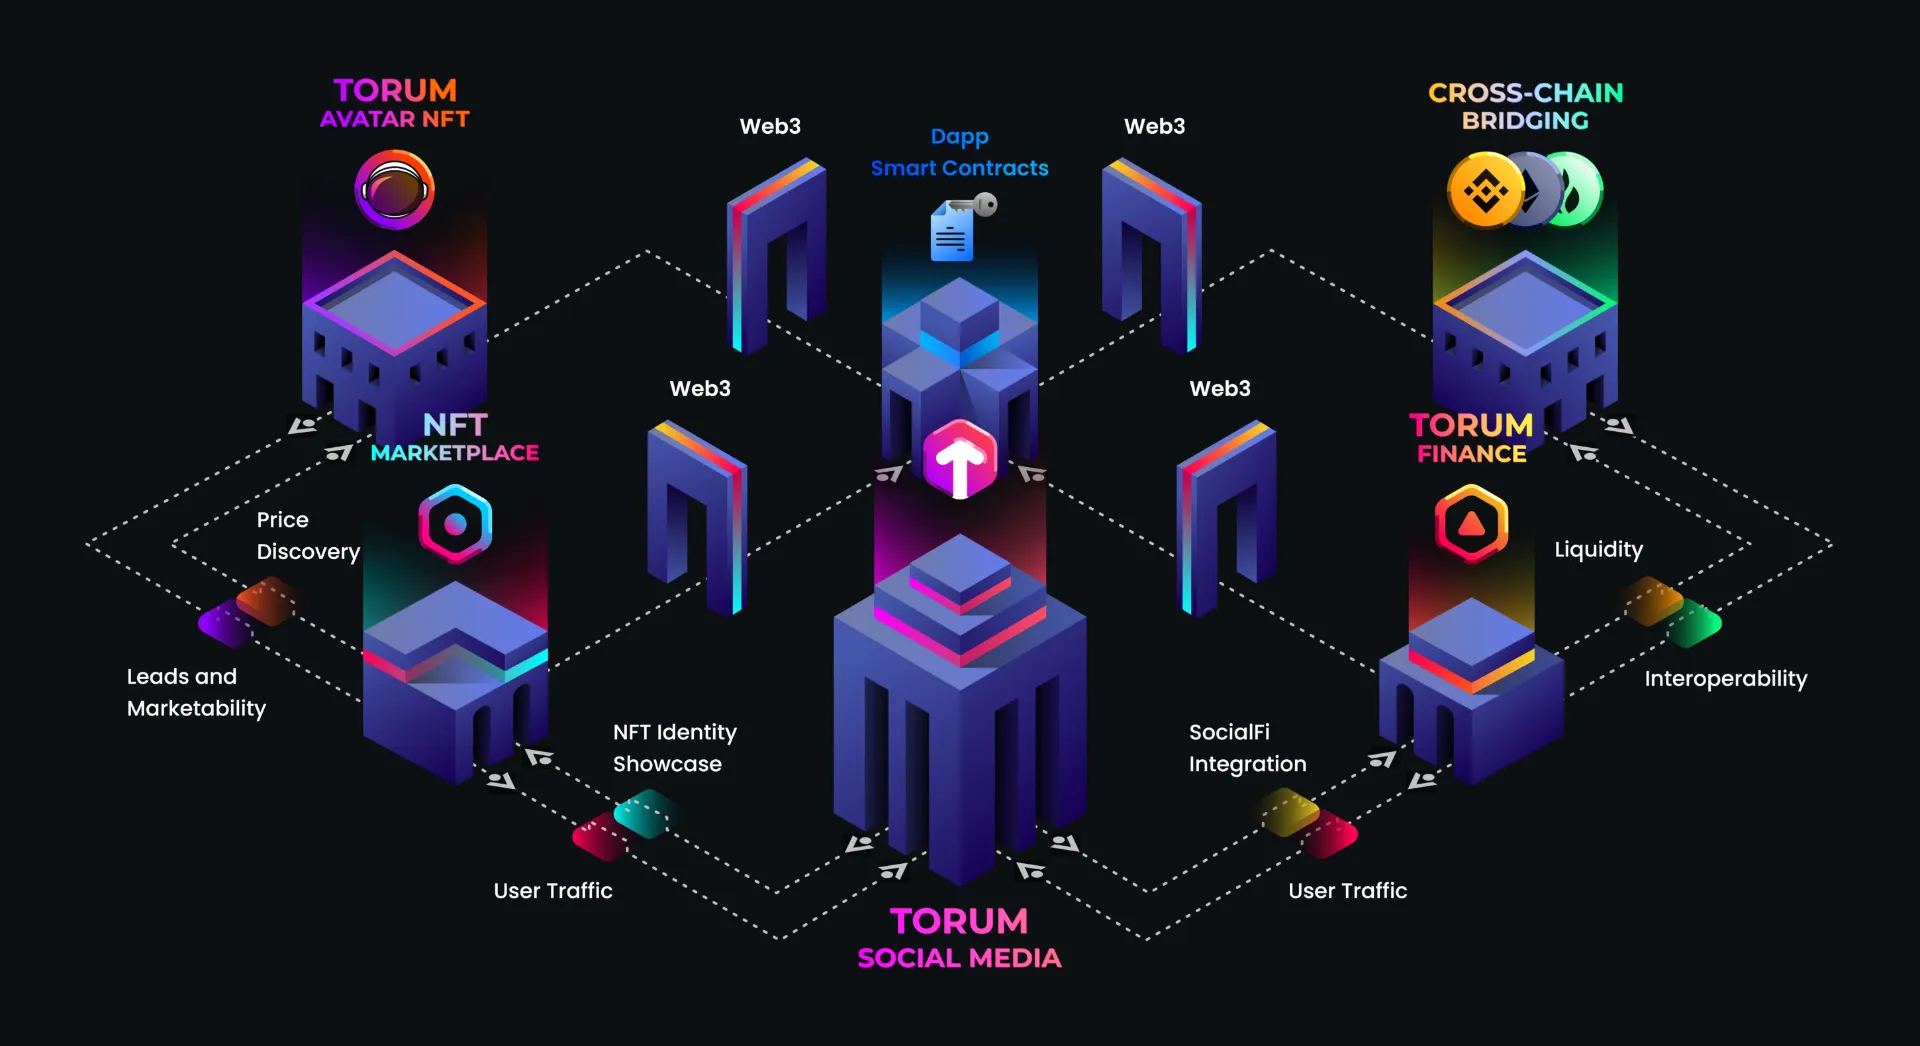 TORUM
AVATAR NFT
Web3
Dapp
Smart Contracts
Web3
CROSS-CHAIN
BRIDGING
Web3
Web3
NFT
MARKETPLACE
TORUM
FINANCE
Price
Discovery
Liquidity
Leads and
Marketability
Interoperability
NFT Identity
Showcase
SocialFi
Integration
User Traffic
User Traffic
TORUM
SOCIAL MEDIA